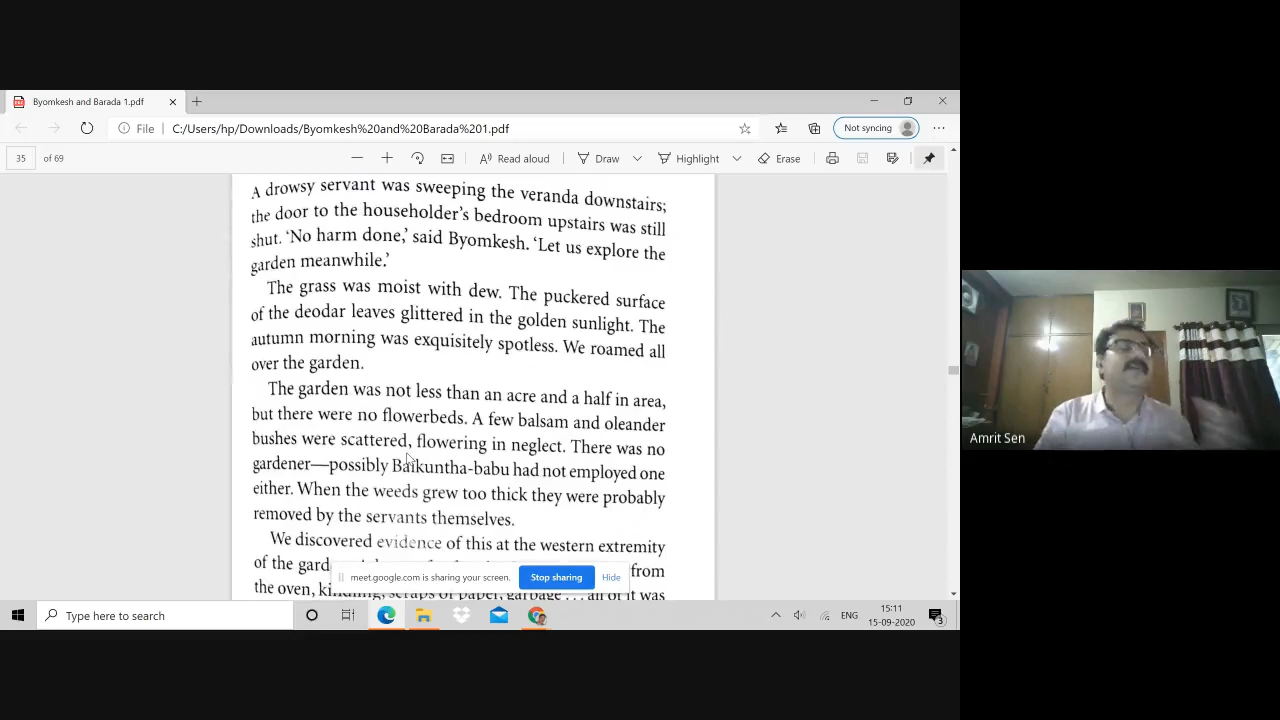 Byomkesh and Barada 1.pdf
File | C:/Users/hp/Downloads/Byomkesh%20and%20Barada%201.pdf
Not syncing
35 of 69
Read aloud
Draw
Highlight
Erase
A drowsy servant was sweeping the veranda downstairs;
the door to the householder's bedroom upstairs was still
shut. 'No harm done,' said Byomkesh. 'Let us explore the
garden meanwhile.'
The grass was moist with dew. The puckered surface
of the deodar leaves glittered in the golden sunlight. The
autumn morning was exquisitely spotless. We roamed all
over the garden.
The garden was not less than an acre and a half in area,
but there were no flowerbeds. A few balsam and oleander
bushes were scattered, flowering in neglect. There was no
gardener—possibly Baikuntha-babu had not employed one
either. When the weeds grew too thick they were probably
removed by the servants themselves.
We discovered evidence of this at the western extremity
of the from
the oven, scraps of paper, garbage . . . all of it was
meet.google.com is sharing your screen.
Stop sharing
Hide
Amrit Sen
Type here to search
ENG
15:11
15-09-2020
3